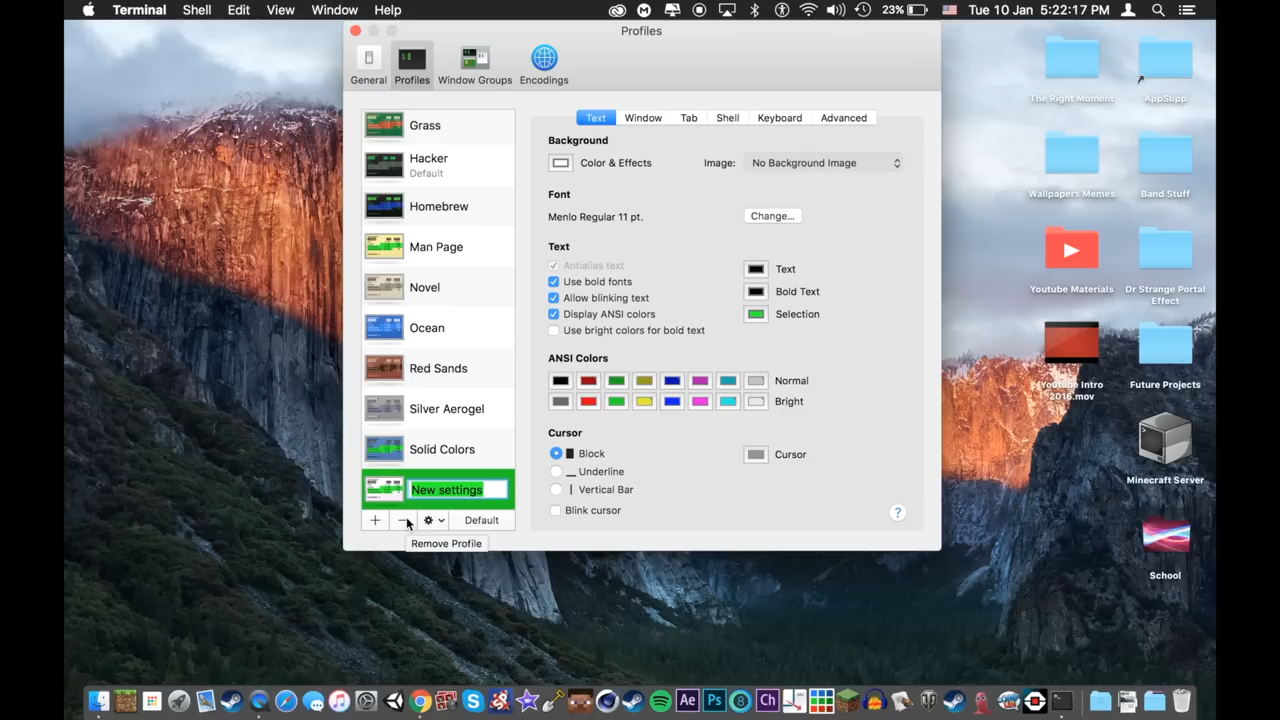 Terminal Shell Edit View Window Help 23% Tue 10 Jan 5:22:17 PM
Profiles
General Profiles Window Groups Encodings
Grass
Hacker
Default
Homebrew
Man Page
Novel
Ocean
Red Sands
Silver Aerogel
Solid Colors
New settings
Default
Remove Profile
Text Window Tab Shell Keyboard Advanced
Background
Color & Effects Image: No Background Image
Font
Menlo Regular 11 pt. Change...
Text
Antialias text
Use bold fonts
Allow blinking text
Display ANSI colors
Use bright colors for bold text
Text
Bold Text
Selection
ANSI Colors
Normal
Bright
Cursor
Block
Underline
Vertical Bar
Blink cursor
Cursor
?
The Right Moment
AppSupp
Wallpapers Memes
Band Stuff
Youtube Materials
Dr Strange Portal
Effect
Youtube Intro
2016.mov
Future Projects
Minecraft Server
School
Ae Ps Ch